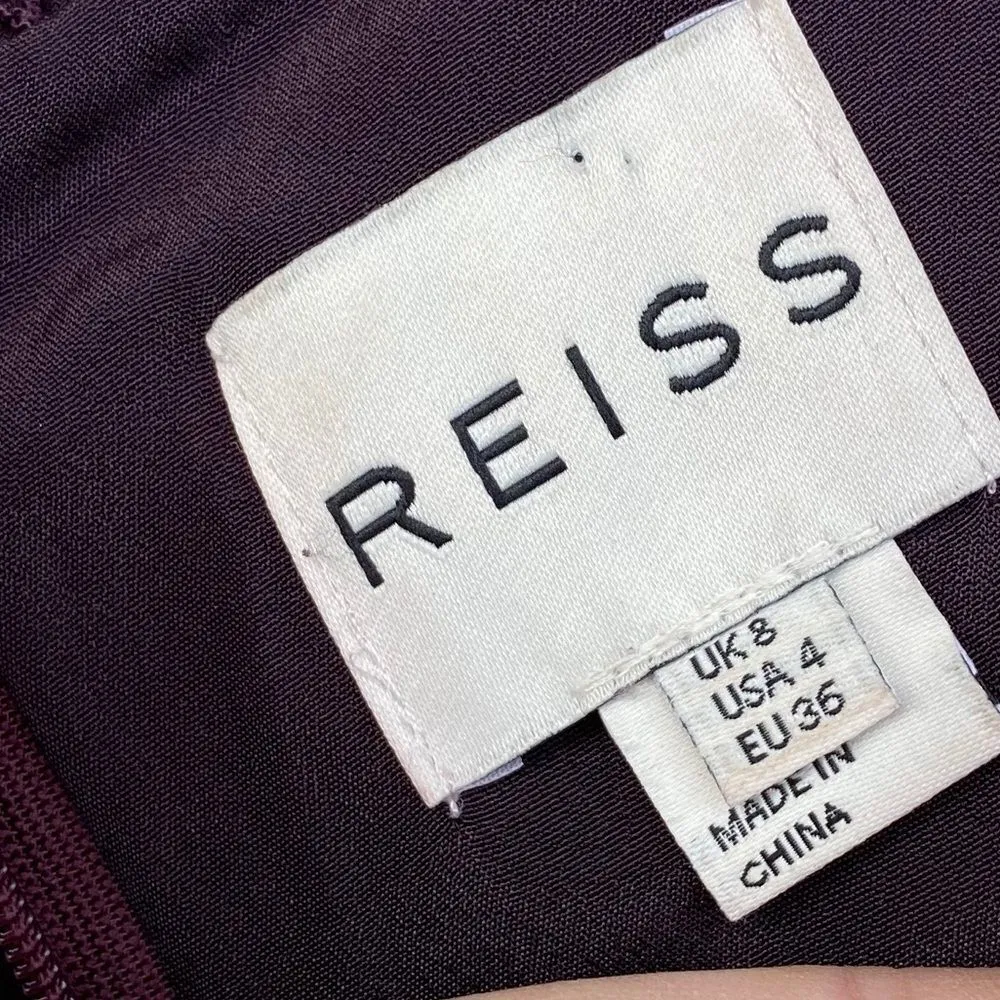 REISS
UK 8
USA 4
EU 36
MADE IN
CHINA